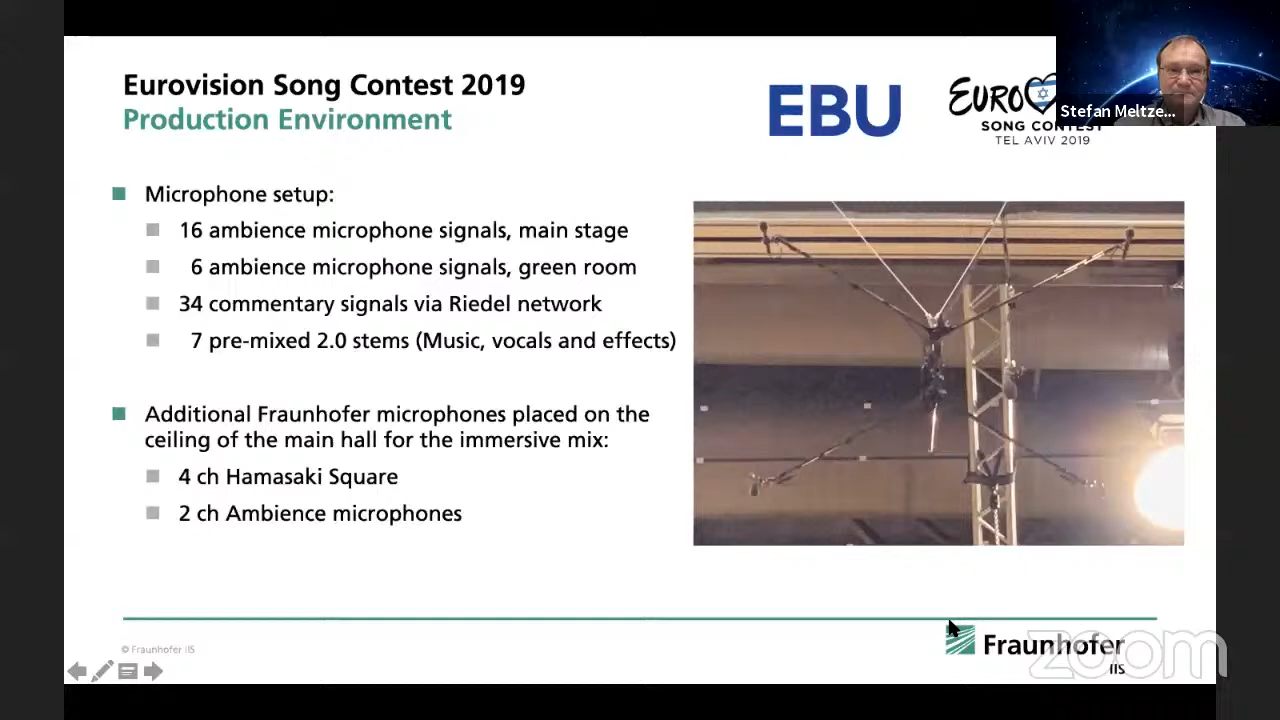 Eurovision Song Contest 2019
Production Environment
EBU
EURO
SONG CONTEST
TEL AVIV 2019
Stefan Meltze...
Microphone setup:
16 ambience microphone signals, main stage
6 ambience microphone signals, green room
34 commentary signals via Riedel network
7 pre-mixed 2.0 stems (Music, vocals and effects)
Additional Fraunhofer microphones placed on the
ceiling of the main hall for the immersive mix:
4 ch Hamasaki Square
2 ch Ambience microphones
© Fraunhofer IIS
Fraunhofer
IIS
zoom